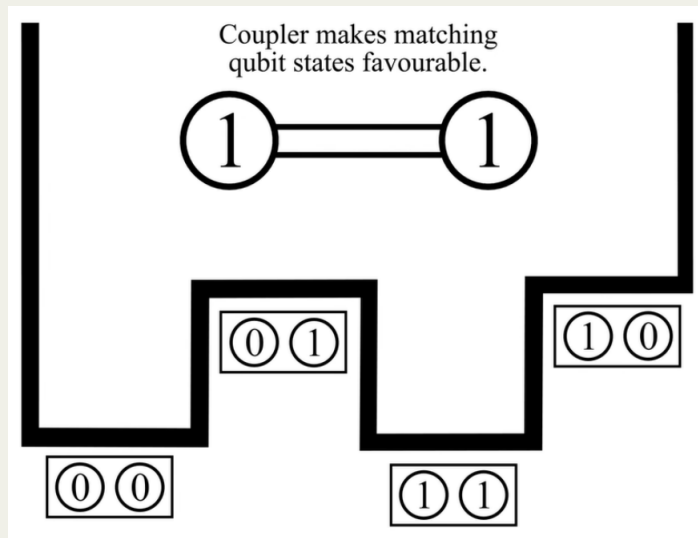 Coupler makes matching
qubit states favourable.
1 1
0 1
1 0
0 0
1 1